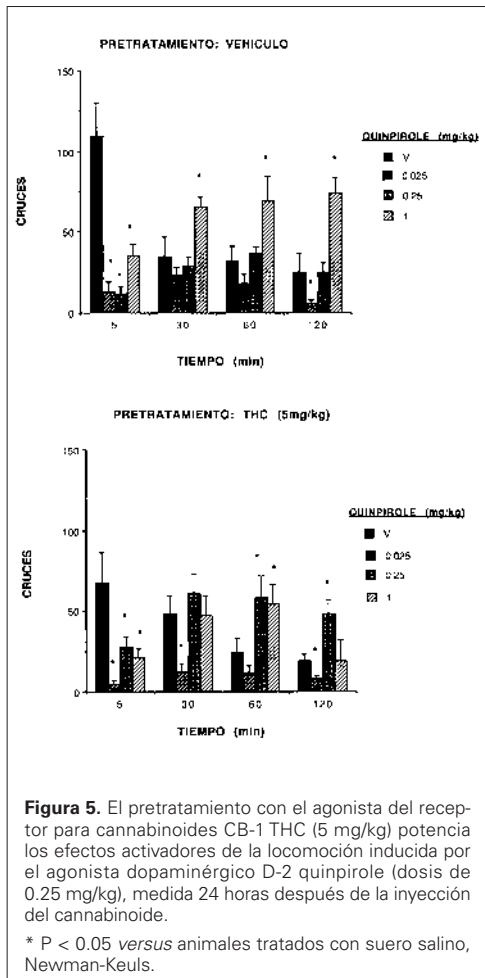 PRETRATAMIENTO: VEHICULO
150
100
50
0
CRUCES
QUINPIROLE (mg/kg)
V
0.025
0.25
1
* * * * * * *
5 30 60 120
TIEMPO (min)
PRETRATAMIENTO: THC (5mg/kg)
150
100
50
0
CRUCES
QUINPIROLE (mg/kg)
V
0.025
0.25
1
* * * * * * * *
5 30 60 120
TIEMPO (min)
Figura 5. El pretratamiento con el agonista del recep-
tor para cannabinoides CB-1 THC (5 mg/kg) potencia
los efectos activadores de la locomoción inducida por
el agonista dopaminérgico D-2 quinpirole (dosis de
0.25 mg/kg), medida 24 horas después de la inyección
del cannabinoide.
* P < 0.05 versus animales tratados con suero salino,
Newman-Keuls.